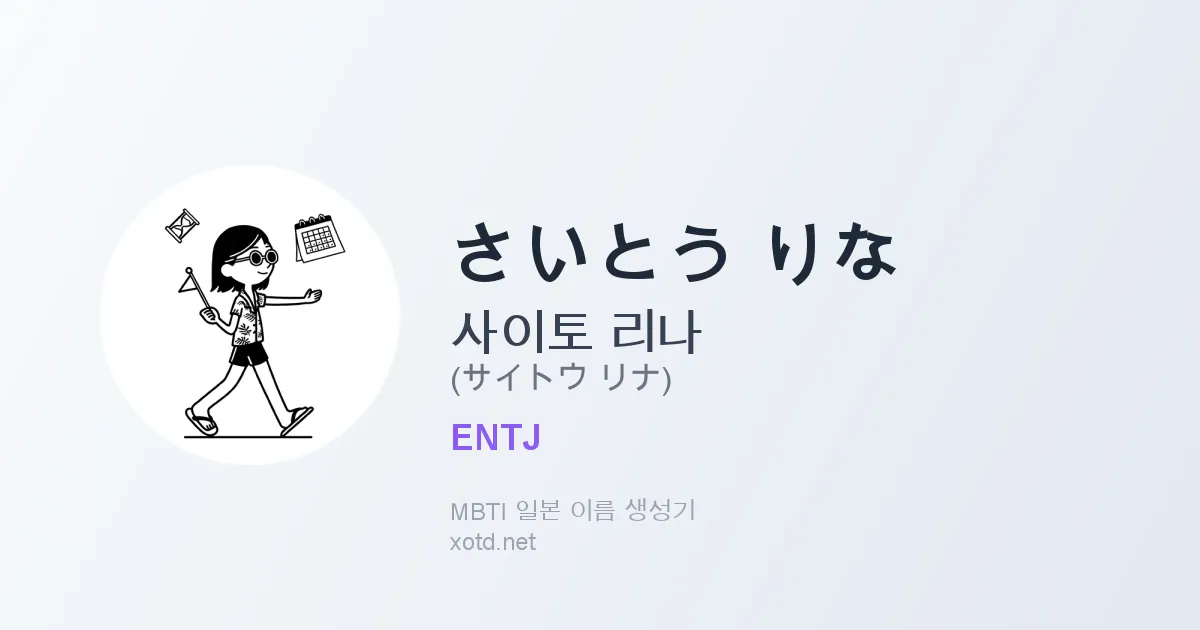 さいとう りな
사이토 리나
(サイトウ リナ)
ENTJ
MBTI 일본 이름 생성기
xotd.net